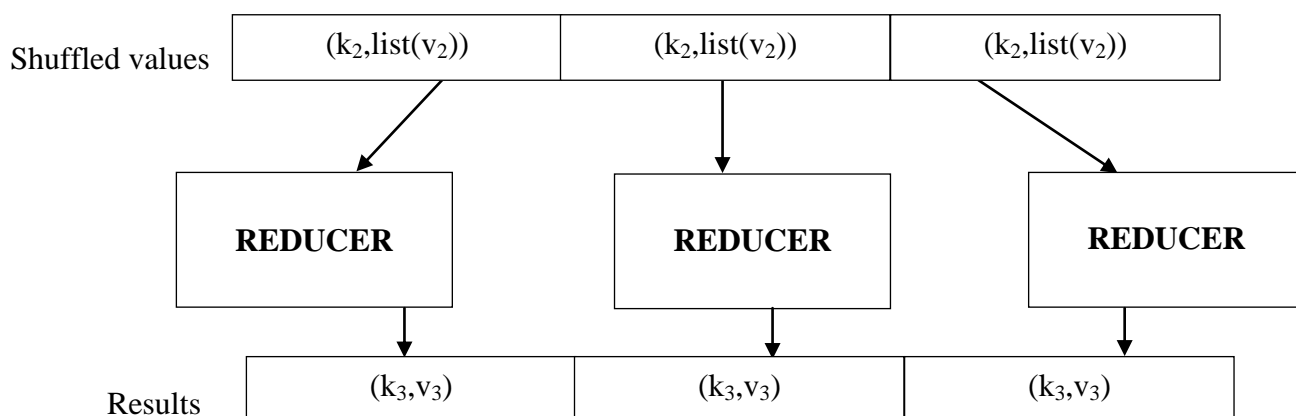 Shuffled values (k₂,list(v₂)) (k₂,list(v₂)) (k₂,list(v₂))
REDUCER REDUCER REDUCER
Results (k₃,v₃) (k₃,v₃) (k₃,v₃)